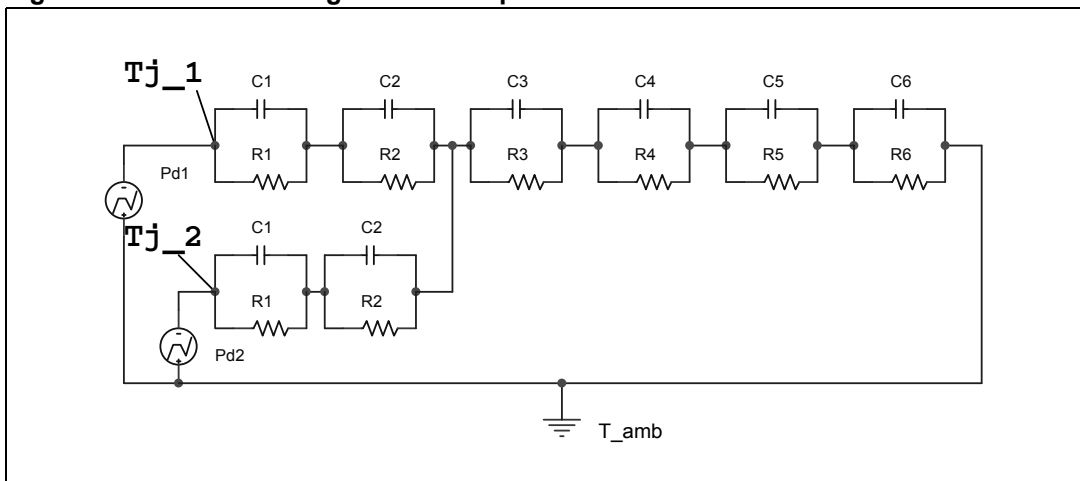 Tj_1
C1 C2 C3 C4 C5 C6
R1 R2 R3 R4 R5 R6
Pd1
Tj_2
C1 C2
R1 R2
Pd2
T_amb